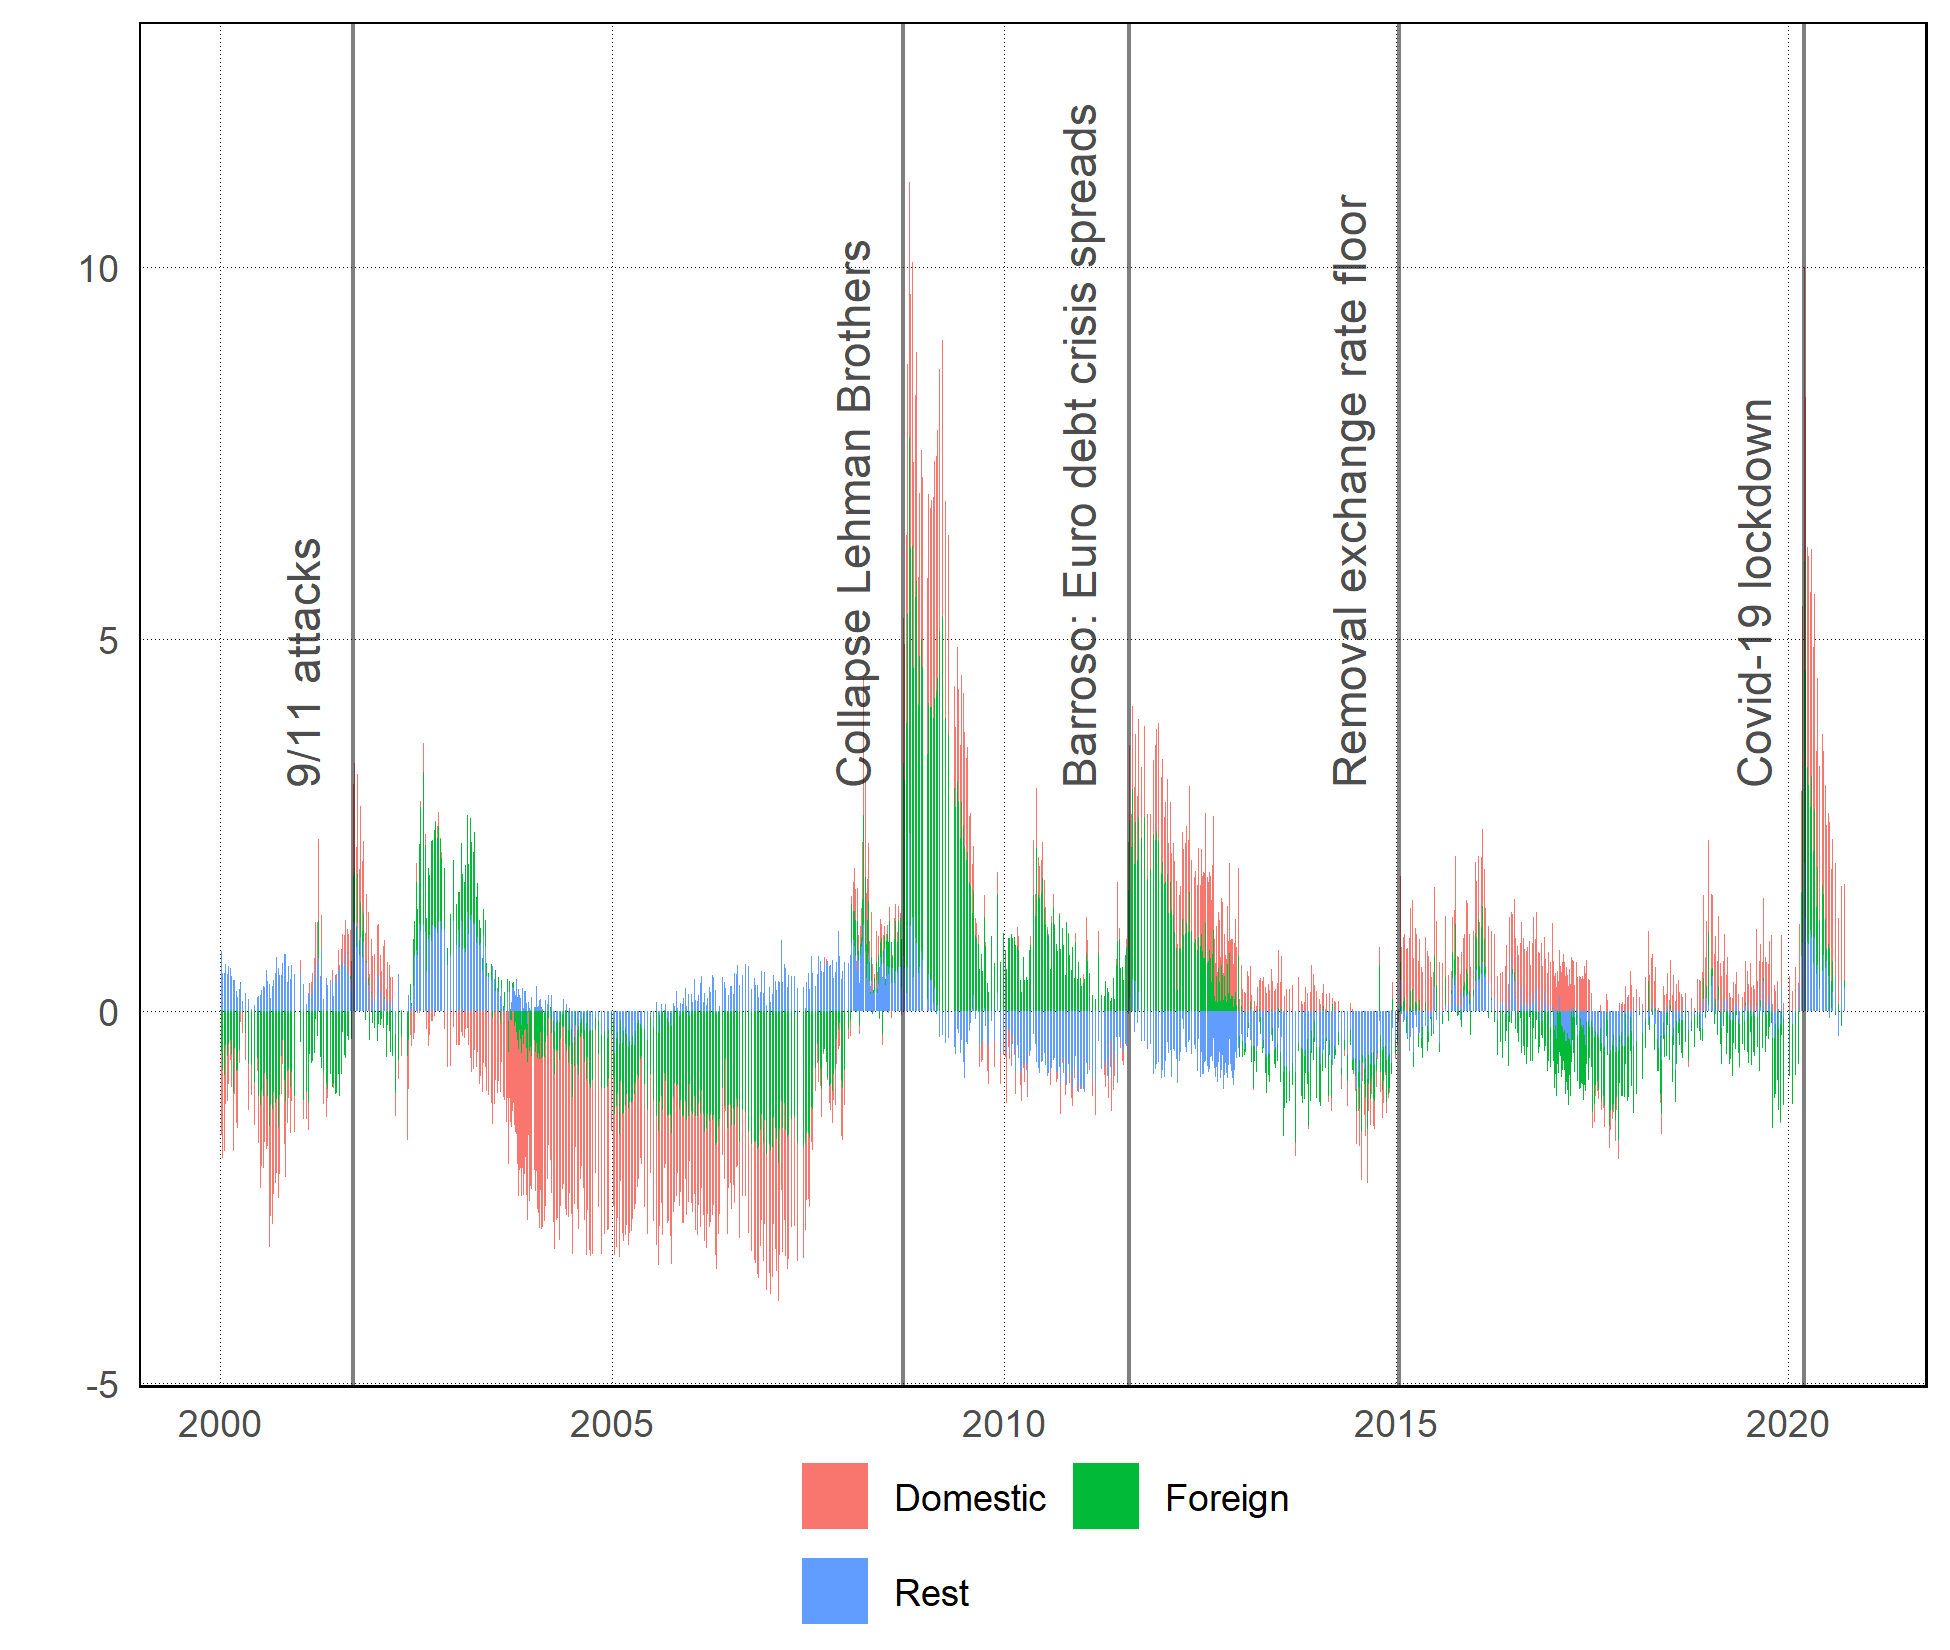 10
5
0
-5
9/11 attacks
Collapse Lehman Brothers
Barroso: Euro debt crisis spreads
Removal exchange rate floor
Covid-19 lockdown
2000
2005
2010
2015
2020
Domestic
Foreign
Rest